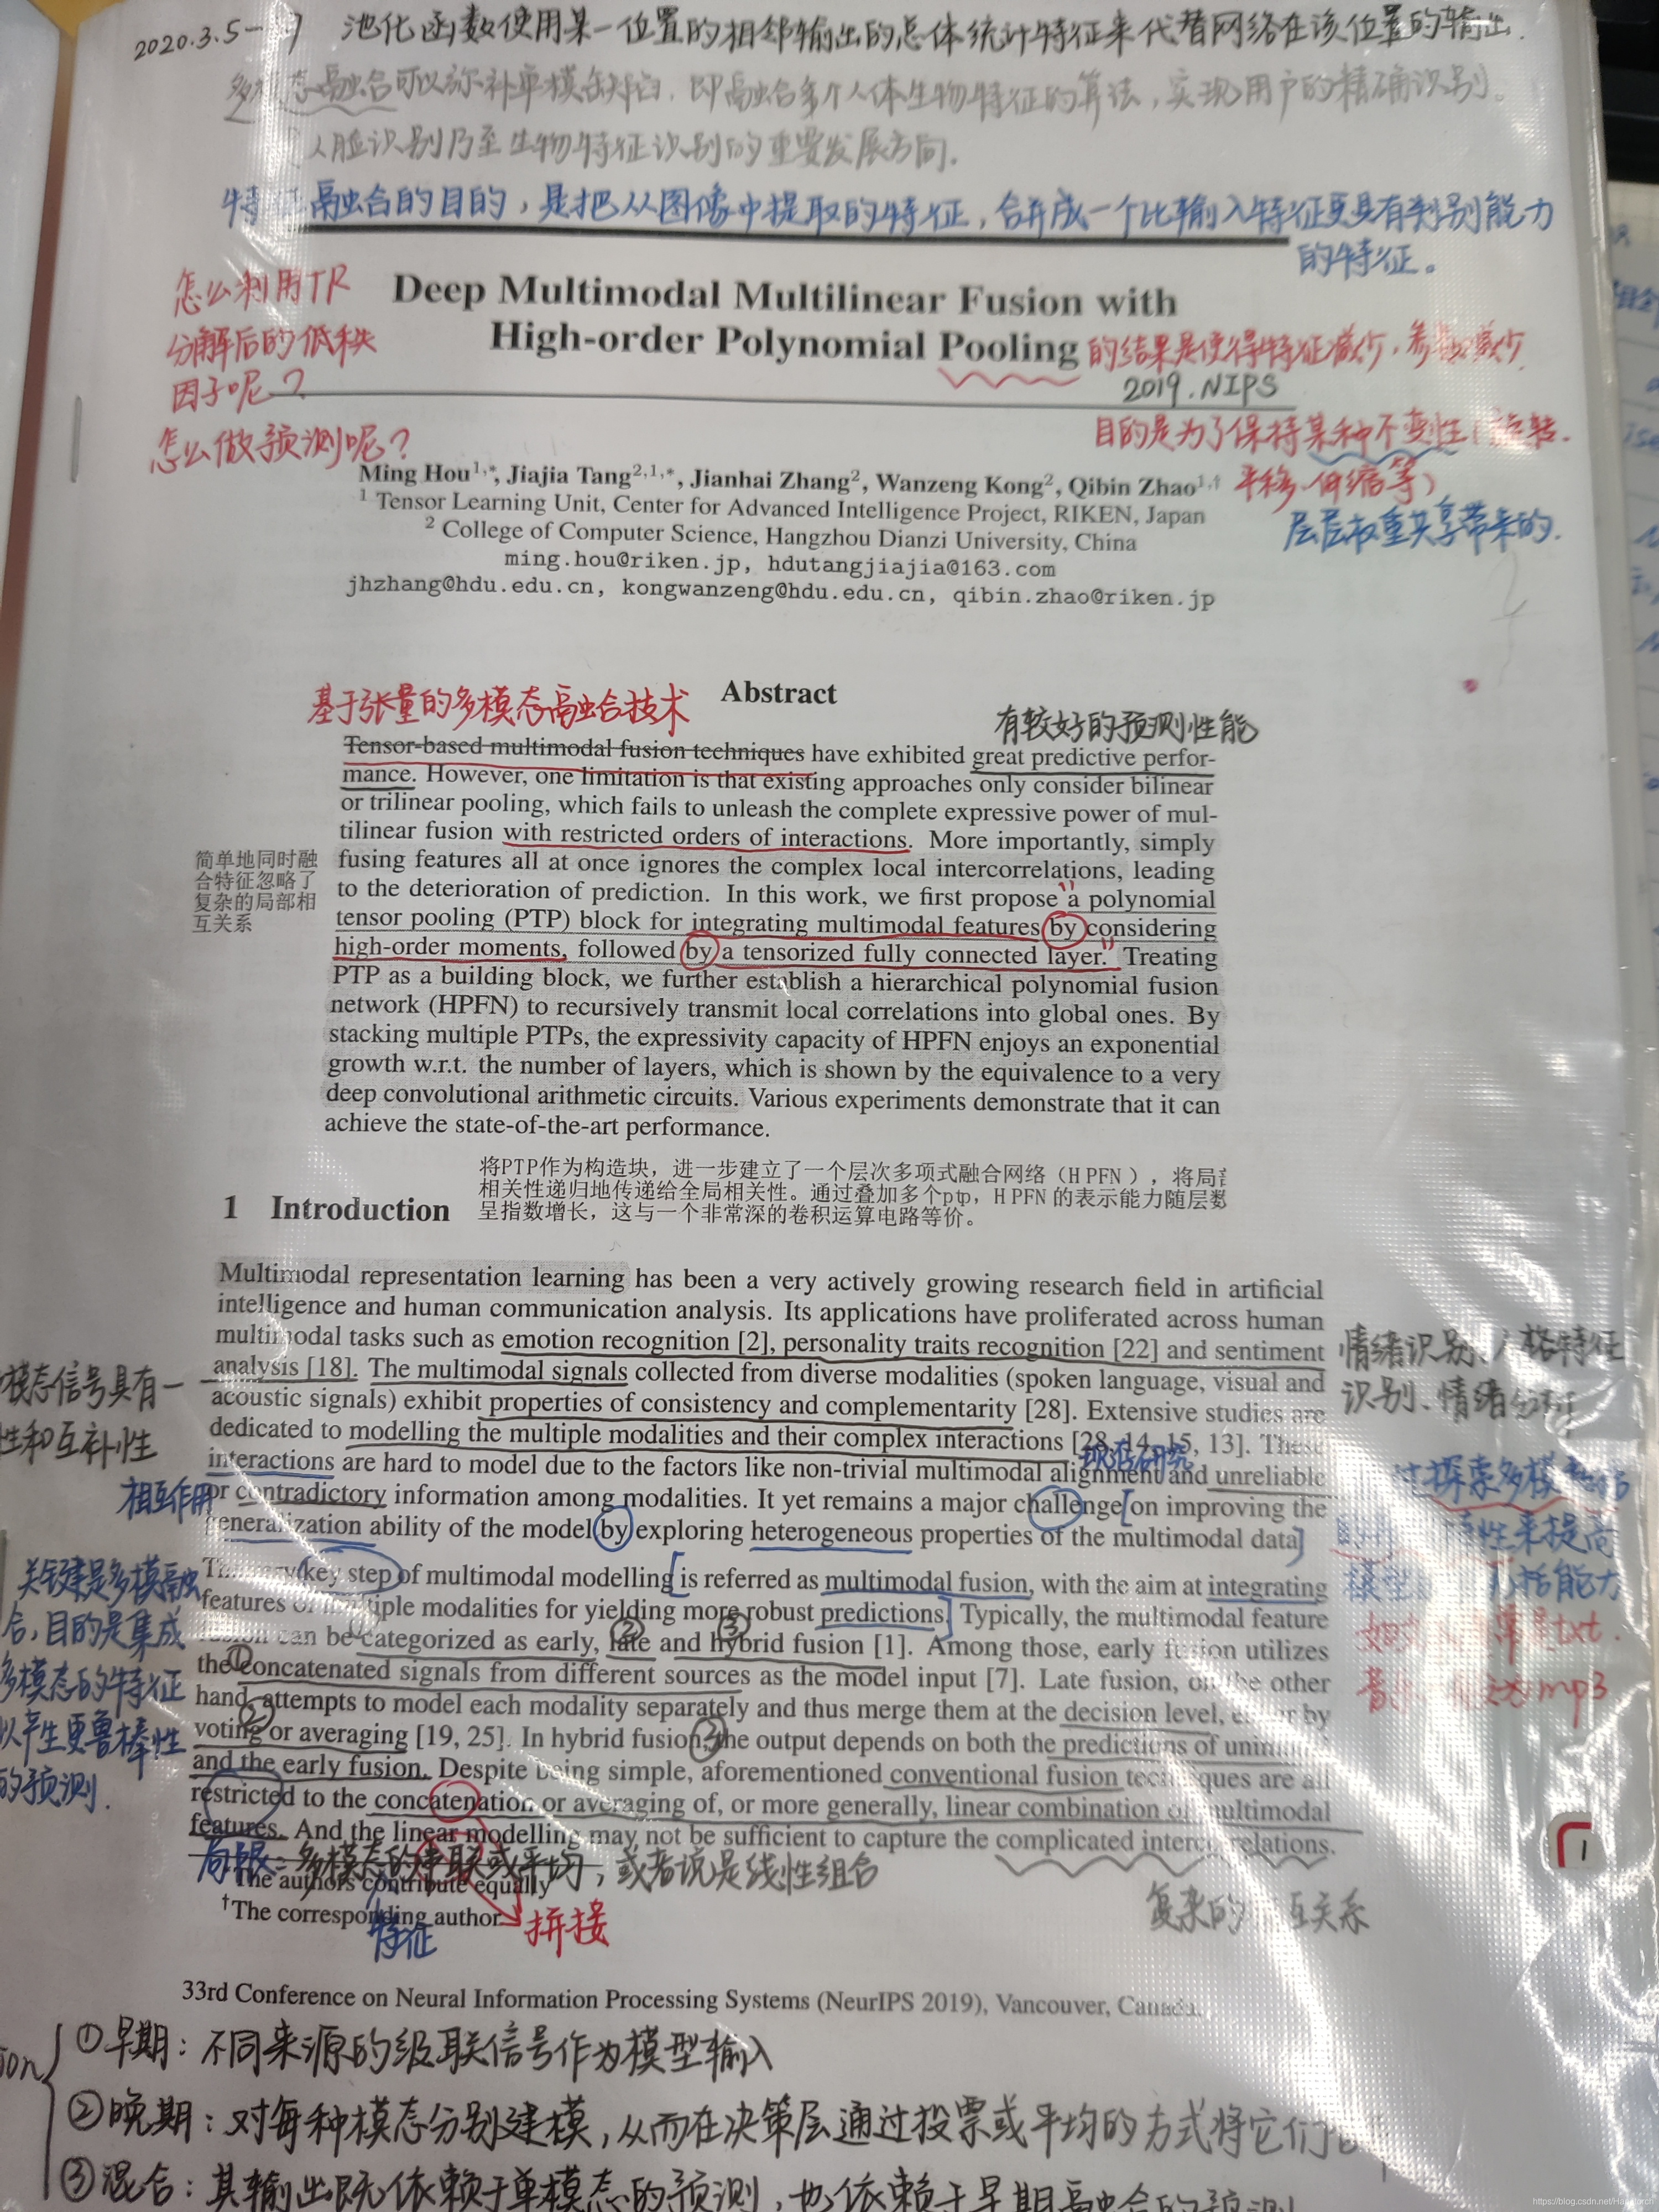 2020.3.5-7 池化函数使用某一位置的相邻输出的总体统计特征来代替网络在该位置的输出.
多 态融合可以弥补单模缺陷,即融合多个人体生物特征的算法,实现用户的精确识别。
人脸识别乃至生物特征识别的重要发展方向。
特征融合的目的,是把从图像中提取的特征,合并成一个比输入特征更具有判别能力
的特征。
怎么利用TR
分解后的低秩
因子呢?
怎么做预测呢?
Deep Multimodal Multilinear Fusion with
High-order Polynomial Pooling
的结果是使得特征减少,参数减少
2019.NIPS
目的是为了保持某种不变性(旋转.
平移.伸缩等)
层层权重共享带来的.
Ming Hou1,*, Jiajia Tang2,1,*, Jianhai Zhang2, Wanzeng Kong2, Qibin Zhao1,†
1 Tensor Learning Unit, Center for Advanced Intelligence Project, RIKEN, Japan
2 College of Computer Science, Hangzhou Dianzi University, China
ming.hou@riken.jp, hdutangjiajia@163.com
jhzhang@hdu.edu.cn, kongwanzeng@hdu.edu.cn, qibin.zhao@riken.jp
基于张量的多模态融合技术
Abstract
有较好的预测性能
Tensor-based multimodal fusion techniques have exhibited great predictive perfor-
mance. However, one limitation is that existing approaches only consider bilinear
or trilinear pooling, which fails to unleash the complete expressive power of mul-
tilinear fusion with restricted orders of interactions. More importantly, simply
fusing features all at once ignores the complex local intercorrelations, leading
to the deterioration of prediction. In this work, we first propose a polynomial
tensor pooling (PTP) block for integrating multimodal features by considering
high-order moments, followed by a tensorized fully connected layer. Treating
PTP as a building block, we further establish a hierarchical polynomial fusion
network (HPFN) to recursively transmit local correlations into global ones. By
stacking multiple PTPs, the expressivity capacity of HPFN enjoys an exponential
growth w.r.t. the number of layers, which is shown by the equivalence to a very
deep convolutional arithmetic circuits. Various experiments demonstrate that it can
achieve the state-of-the-art performance.
简单地同时融
合特征忽略了
复杂的局部相
互关系
将PTP作为构造块,进一步建立了一个层次多项式融合网络(HPFN),将局部
相关性递归地传递给全局相关性。通过叠加多个ptp,HPFN的表示能力随层数
呈指数增长,这与一个非常深的卷积运算电路等价。
1 Introduction
Multimodal representation learning has been a very actively growing research field in artificial
intelligence and human communication analysis. Its applications have proliferated across human
multimodal tasks such as emotion recognition [2], personality traits recognition [22] and sentiment
analysis [18]. The multimodal signals collected from diverse modalities (spoken language, visual and
acoustic signals) exhibit properties of consistency and complementarity [28]. Extensive studies are
dedicated to modelling the multiple modalities and their complex interactions [28, 14, 15, 13]. These
interactions are hard to model due to the factors like non-trivial multimodal alignment and unreliable
or contradictory information among modalities. It yet remains a major challenge on improving the
generalization ability of the model by exploring heterogeneous properties of the multimodal data
模态信号具有一
性和互补性
相互作用
现在研究
情绪识别、人格特征
识别、情绪分析
过探索多模
性来提高
模型 能力
txt.
mp3
key step of multimodal modelling is referred as multimodal fusion, with the aim at integrating
features of multiple modalities for yielding more robust predictions. Typically, the multimodal feature
fusion can be categorized as early, late and hybrid fusion [1]. Among those, early fusion utilizes
the concatenated signals from different sources as the model input [7]. Late fusion, on the other
hand, attempts to model each modality separately and thus merge them at the decision level, either by
voting or averaging [19, 25]. In hybrid fusion, the output depends on both the predictions of unimodal
and the early fusion. Despite being simple, aforementioned conventional fusion techniques are all
restricted to the concatenation or averaging of, or more generally, linear combination of multimodal
features. And the linear modelling may not be sufficient to capture the complicated intercorrelations.
关键是多模融
合,目的是集成
多模态的特征
以产生更鲁棒性
的预测.
局限:多模态的串联或平均,或者说是线性组合
The authors contribute equally
†The corresponding author
特征
拼接
复杂的 互关系
1
33rd Conference on Neural Information Processing Systems (NeurIPS 2019), Vancouver, Canada.
①早期:不同来源的级联信号作为模型输入
②晚期:对每种模态分别建模,从而在决策层通过投票或平均的方式将它们
③混合:其输出既依赖于单模态的预测,也依赖于早期融合的预测